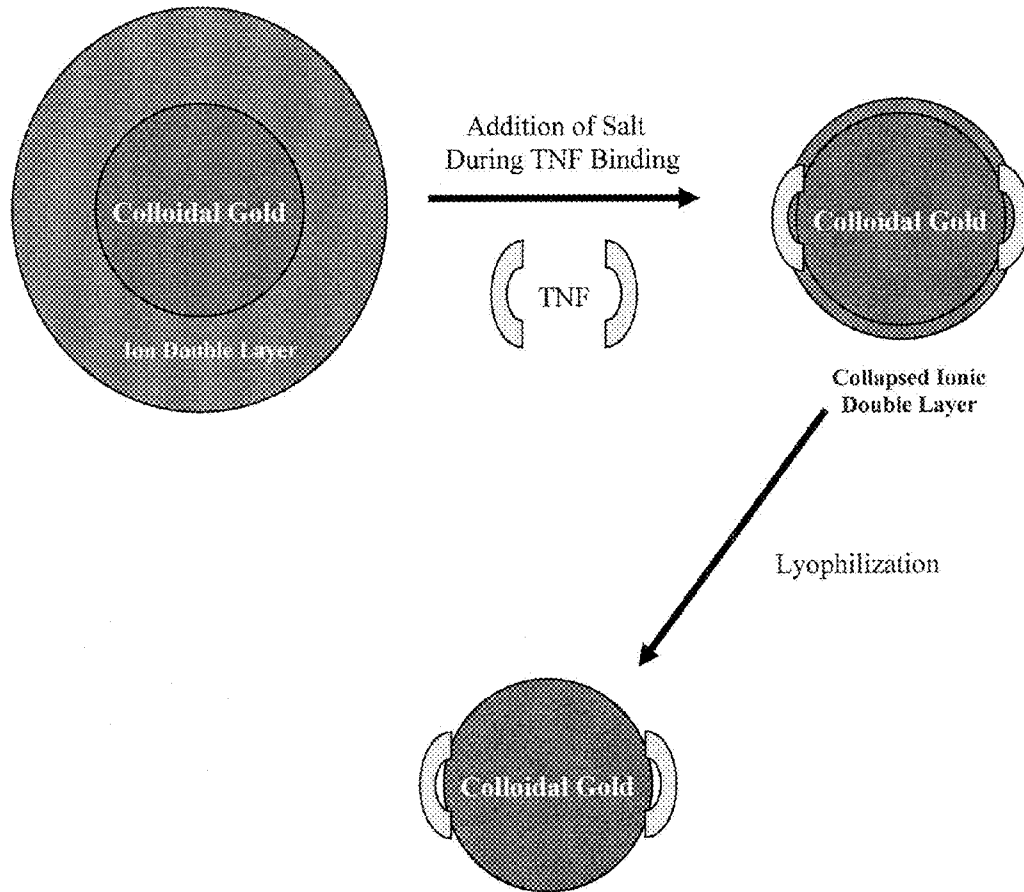 Colloidal Gold
Ion Double Layer
Addition of Salt
During TNF Binding
TNF
Colloidal Gold
Collapsed Ionic
Double Layer
Lyophilization
Colloidal Gold